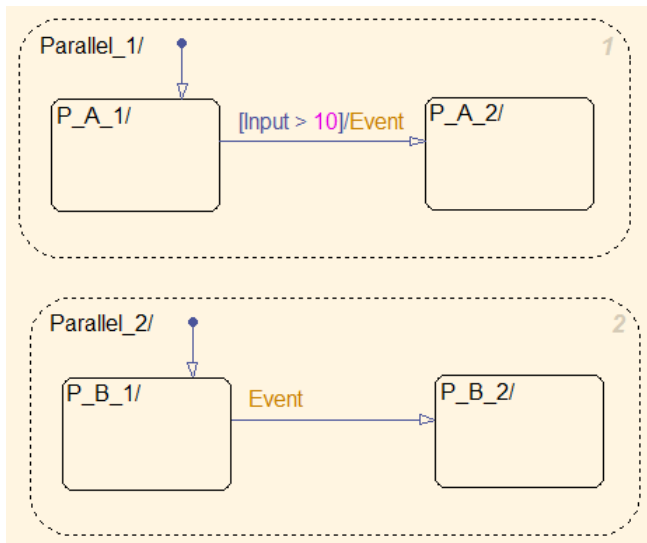 Parallel_1/
1
P_A_1/
[Input > 10]/Event
P_A_2/
Parallel_2/
2
P_B_1/
Event
P_B_2/